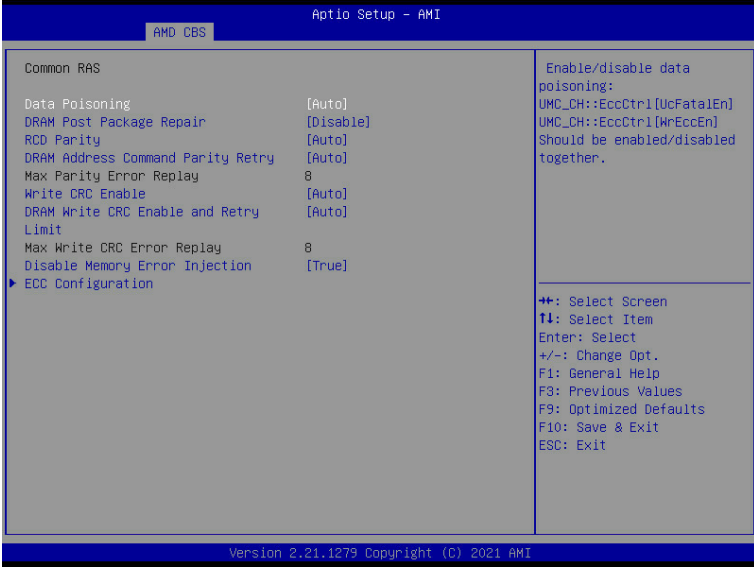 Aptio Setup – AMI
AMD CBS
Common RAS
Data Poisoning [Auto]
DRAM Post Package Repair [Disable]
RCD Parity [Auto]
DRAM Address Command Parity Retry [Auto]
Max Parity Error Replay 8
Write CRC Enable [Auto]
DRAM Write CRC Enable and Retry [Auto]
Limit
Max Write CRC Error Replay 8
Disable Memory Error Injection [True]
ECC Configuration
Enable/disable data
poisoning:
UMC_CH::EccCtrl[UcFatalEn]
UMC_CH::EccCtrl[WrEccEn]
Should be enabled/disabled
together.
→←: Select Screen
↑↓: Select Item
Enter: Select
+/-: Change Opt.
F1: General Help
F3: Previous Values
F9: Optimized Defaults
F10: Save & Exit
ESC: Exit
Version 2.21.1279 Copyright (C) 2021 AMI